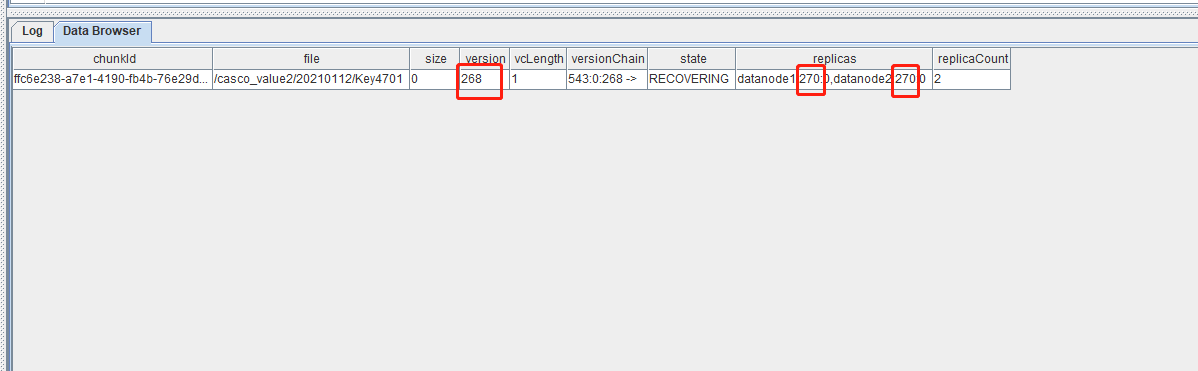 Log Data Browser
chunkId file size version vcLength versionChain state replicas replicaCount
ffc6e238-a7e1-4190-fb4b-76e29d... /casco_value2/20210112/Key4701 0 268 1 543:0:268 -> RECOVERING datanode1:270:0,datanode2:270:0 2